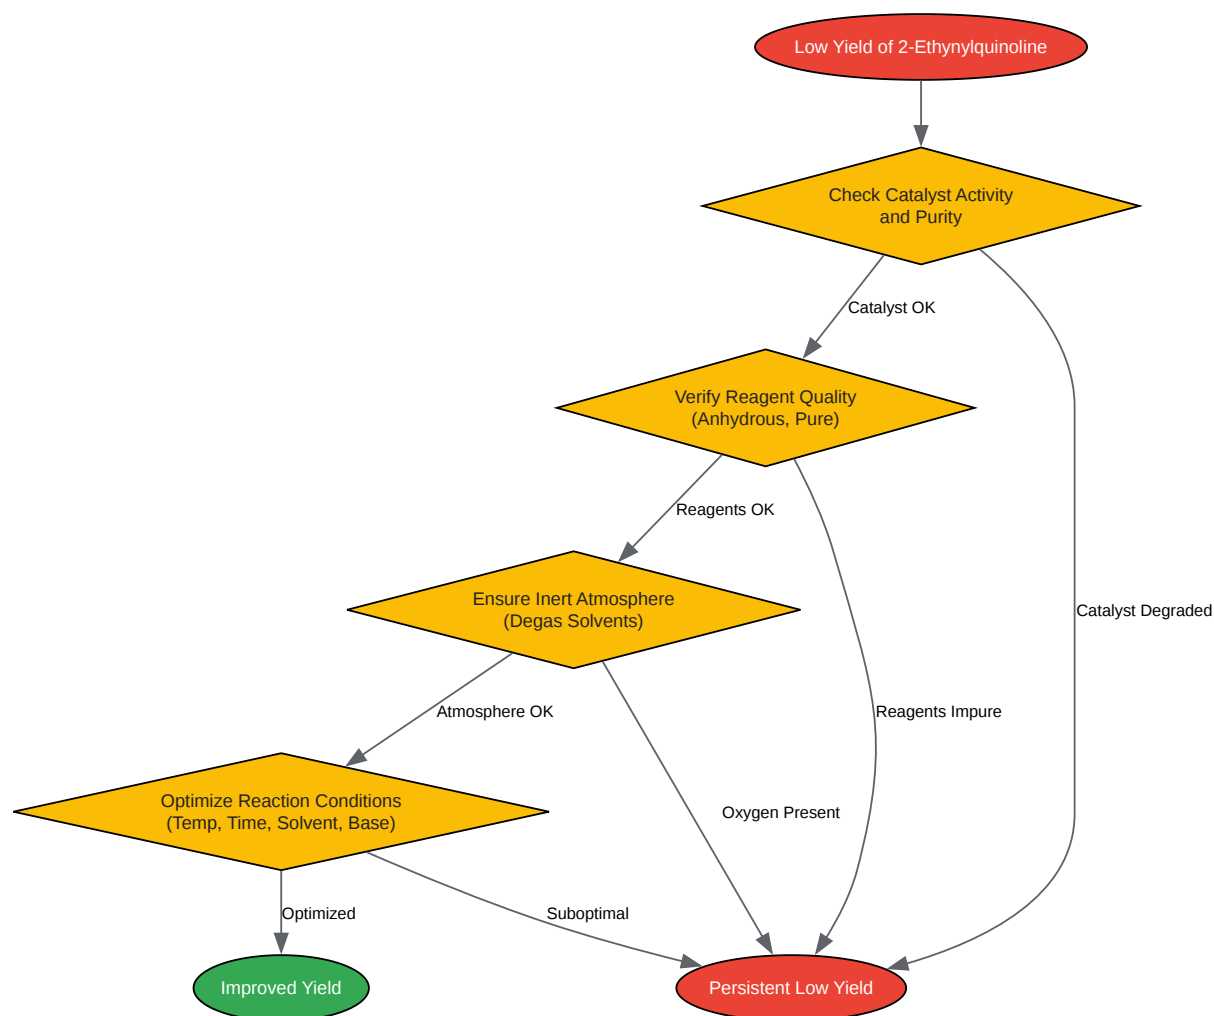 Low Yield of 2-Ethynylquinoline
Check Catalyst Activity
and Purity
Catalyst OK
Verify Reagent Quality
(Anhydrous, Pure)
Reagents OK
Ensure Inert Atmosphere
(Degas Solvents)
Catalyst Degraded
Atmosphere OK
Reagents Impure
Optimize Reaction Conditions
(Temp, Time, Solvent, Base)
Oxygen Present
Optimized
Suboptimal
Improved Yield
Persistent Low Yield